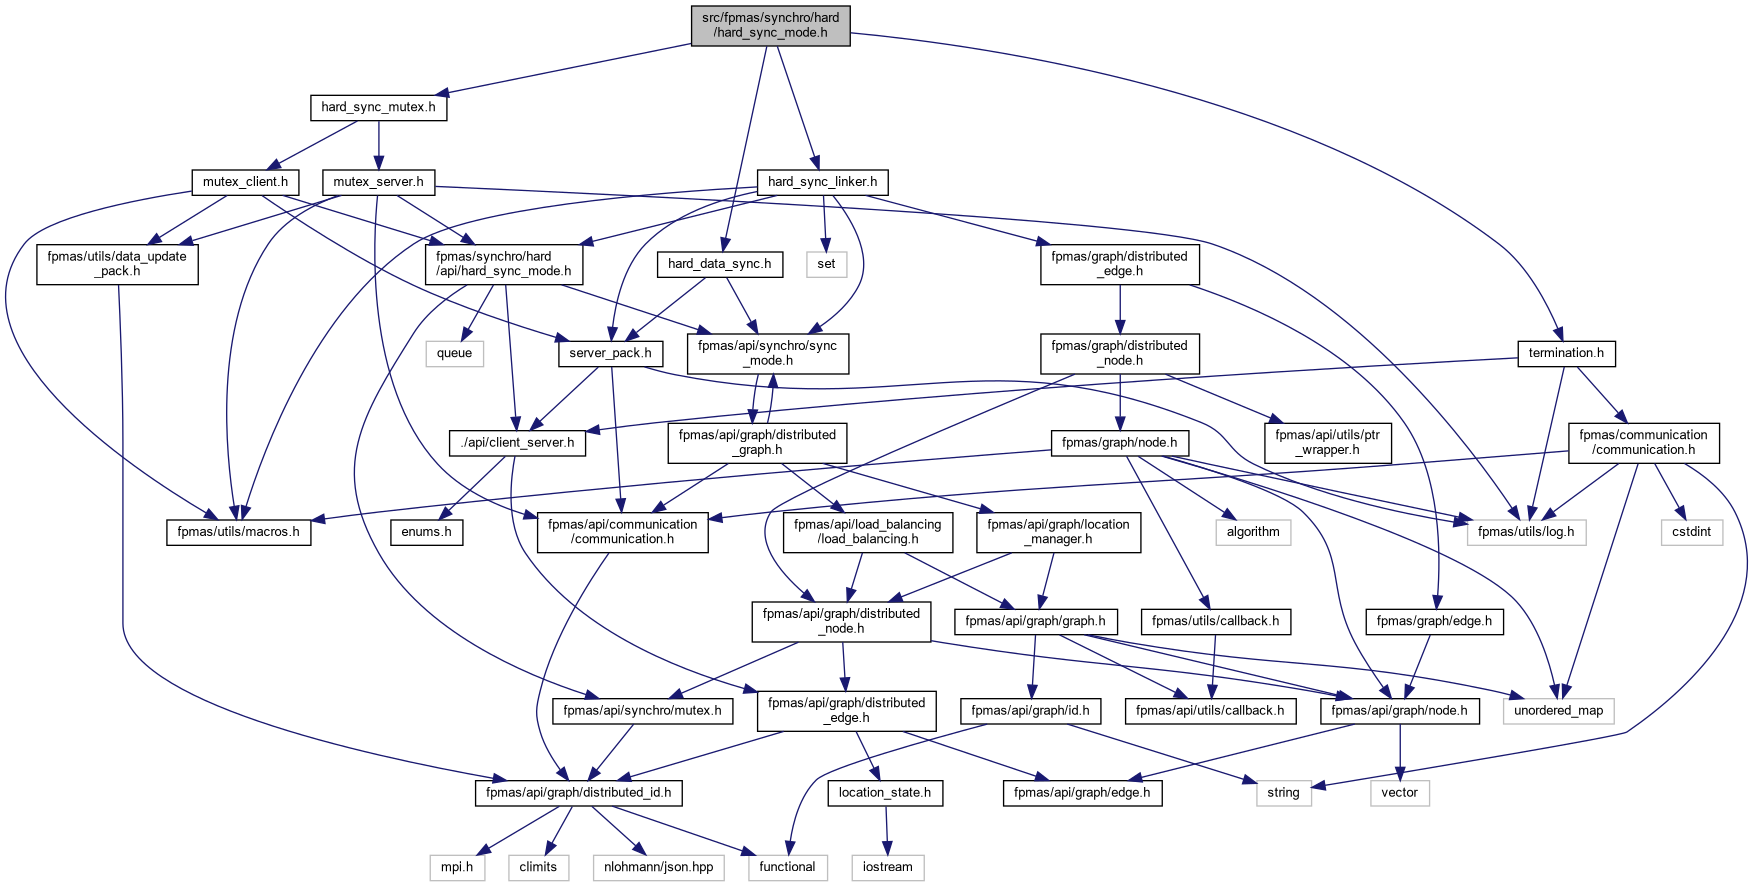 src/fpmas/synchro/hard
/hard_sync_mode.h
hard_sync_mutex.h
mutex_client.h
mutex_server.h
hard_sync_linker.h
fpmas/utils/data_update
_pack.h
fpmas/synchro/hard
/api/hard_sync_mode.h
hard_data_sync.h
set
fpmas/graph/distributed
_edge.h
queue
server_pack.h
fpmas/api/synchro/sync
_mode.h
fpmas/graph/distributed
_node.h
termination.h
./api/client_server.h
fpmas/api/graph/distributed
_graph.h
fpmas/graph/node.h
fpmas/api/utils/ptr
_wrapper.h
fpmas/communication
/communication.h
fpmas/utils/macros.h
enums.h
fpmas/api/communication
/communication.h
fpmas/api/load_balancing
/load_balancing.h
fpmas/api/graph/location
_manager.h
algorithm
fpmas/utils/log.h
cstdint
fpmas/api/graph/distributed
_node.h
fpmas/api/graph/graph.h
fpmas/utils/callback.h
fpmas/graph/edge.h
fpmas/api/synchro/mutex.h
fpmas/api/graph/distributed
_edge.h
fpmas/api/graph/id.h
fpmas/api/utils/callback.h
fpmas/api/graph/node.h
unordered_map
fpmas/api/graph/distributed_id.h
location_state.h
fpmas/api/graph/edge.h
string
vector
mpi.h
climits
nlohmann/json.hpp
functional
iostream